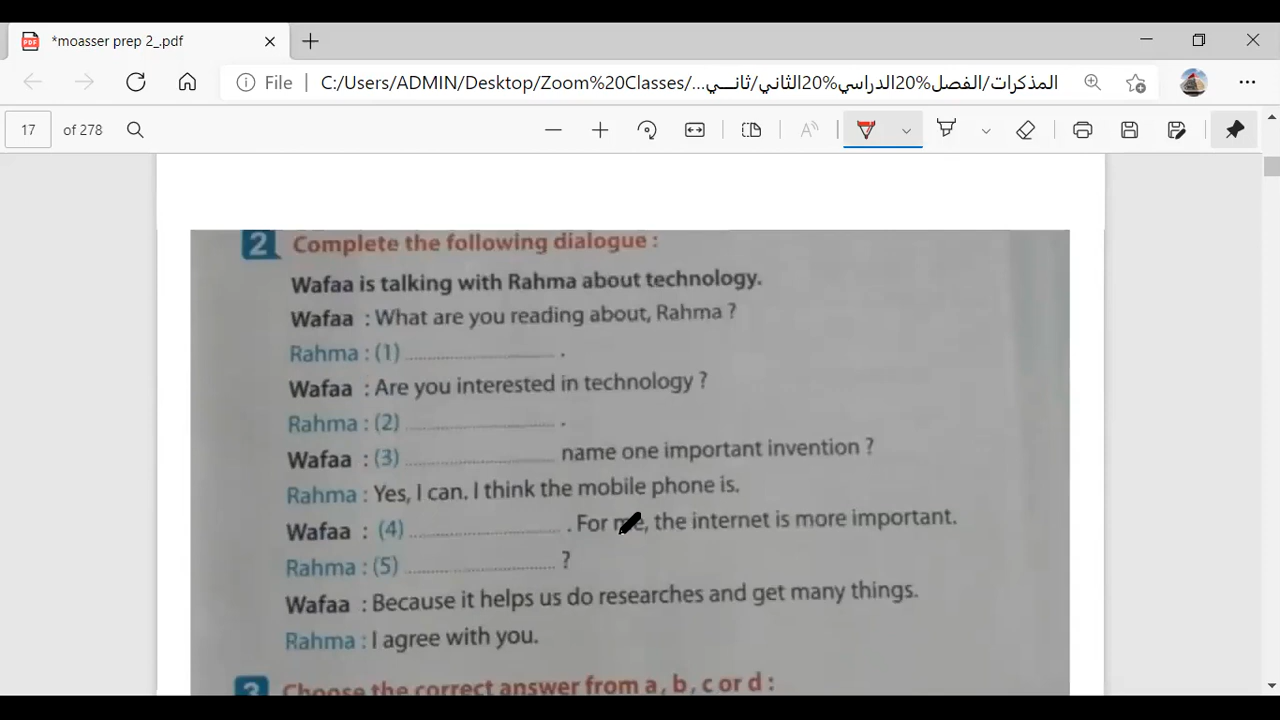 *moasser prep 2_.pdf
File
C:/Users/ADMIN/Desktop/Zoom%20Classes/المذكرات/الفصل%20الدراسي%20الثاني/ثانــي...
17 of 278
2 Complete the following dialogue :
Wafaa is talking with Rahma about technology.
Wafaa : What are you reading about, Rahma ?
Rahma : (1) .............................. .
Wafaa : Are you interested in technology ?
Rahma : (2) .............................. .
Wafaa : (3) .............................. name one important invention ?
Rahma : Yes, I can. I think the mobile phone is.
Wafaa : (4) .............................. . For me, the internet is more important.
Rahma : (5) .............................. ?
Wafaa : Because it helps us do researches and get many things.
Rahma : I agree with you.
3 Choose the correct answer from a, b, c or d :